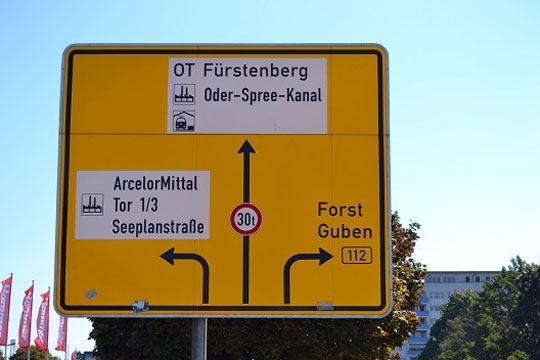 OT Fürstenberg
Oder-Spree-Kanal
ArcelorMittal
Tor 1/3
Seeplanstraße
30t
Forst
Guben
112